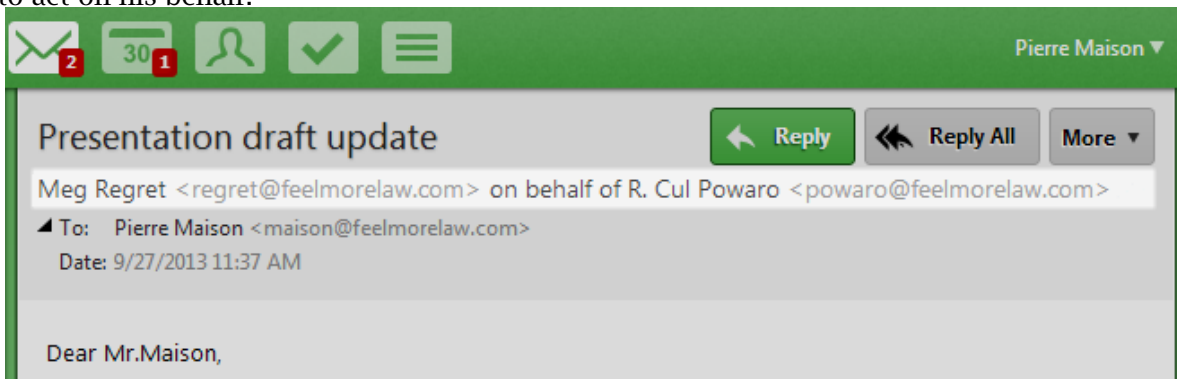 to act on his behalf.
2 30 1 Pierre Maison ▼
Presentation draft update Reply Reply All More ▼
Meg Regret <regret@feelmorelaw.com> on behalf of R. Cul Powaro <powaro@feelmorelaw.com>
To: Pierre Maison <maison@feelmorelaw.com>
Date: 9/27/2013 11:37 AM
Dear Mr.Maison,